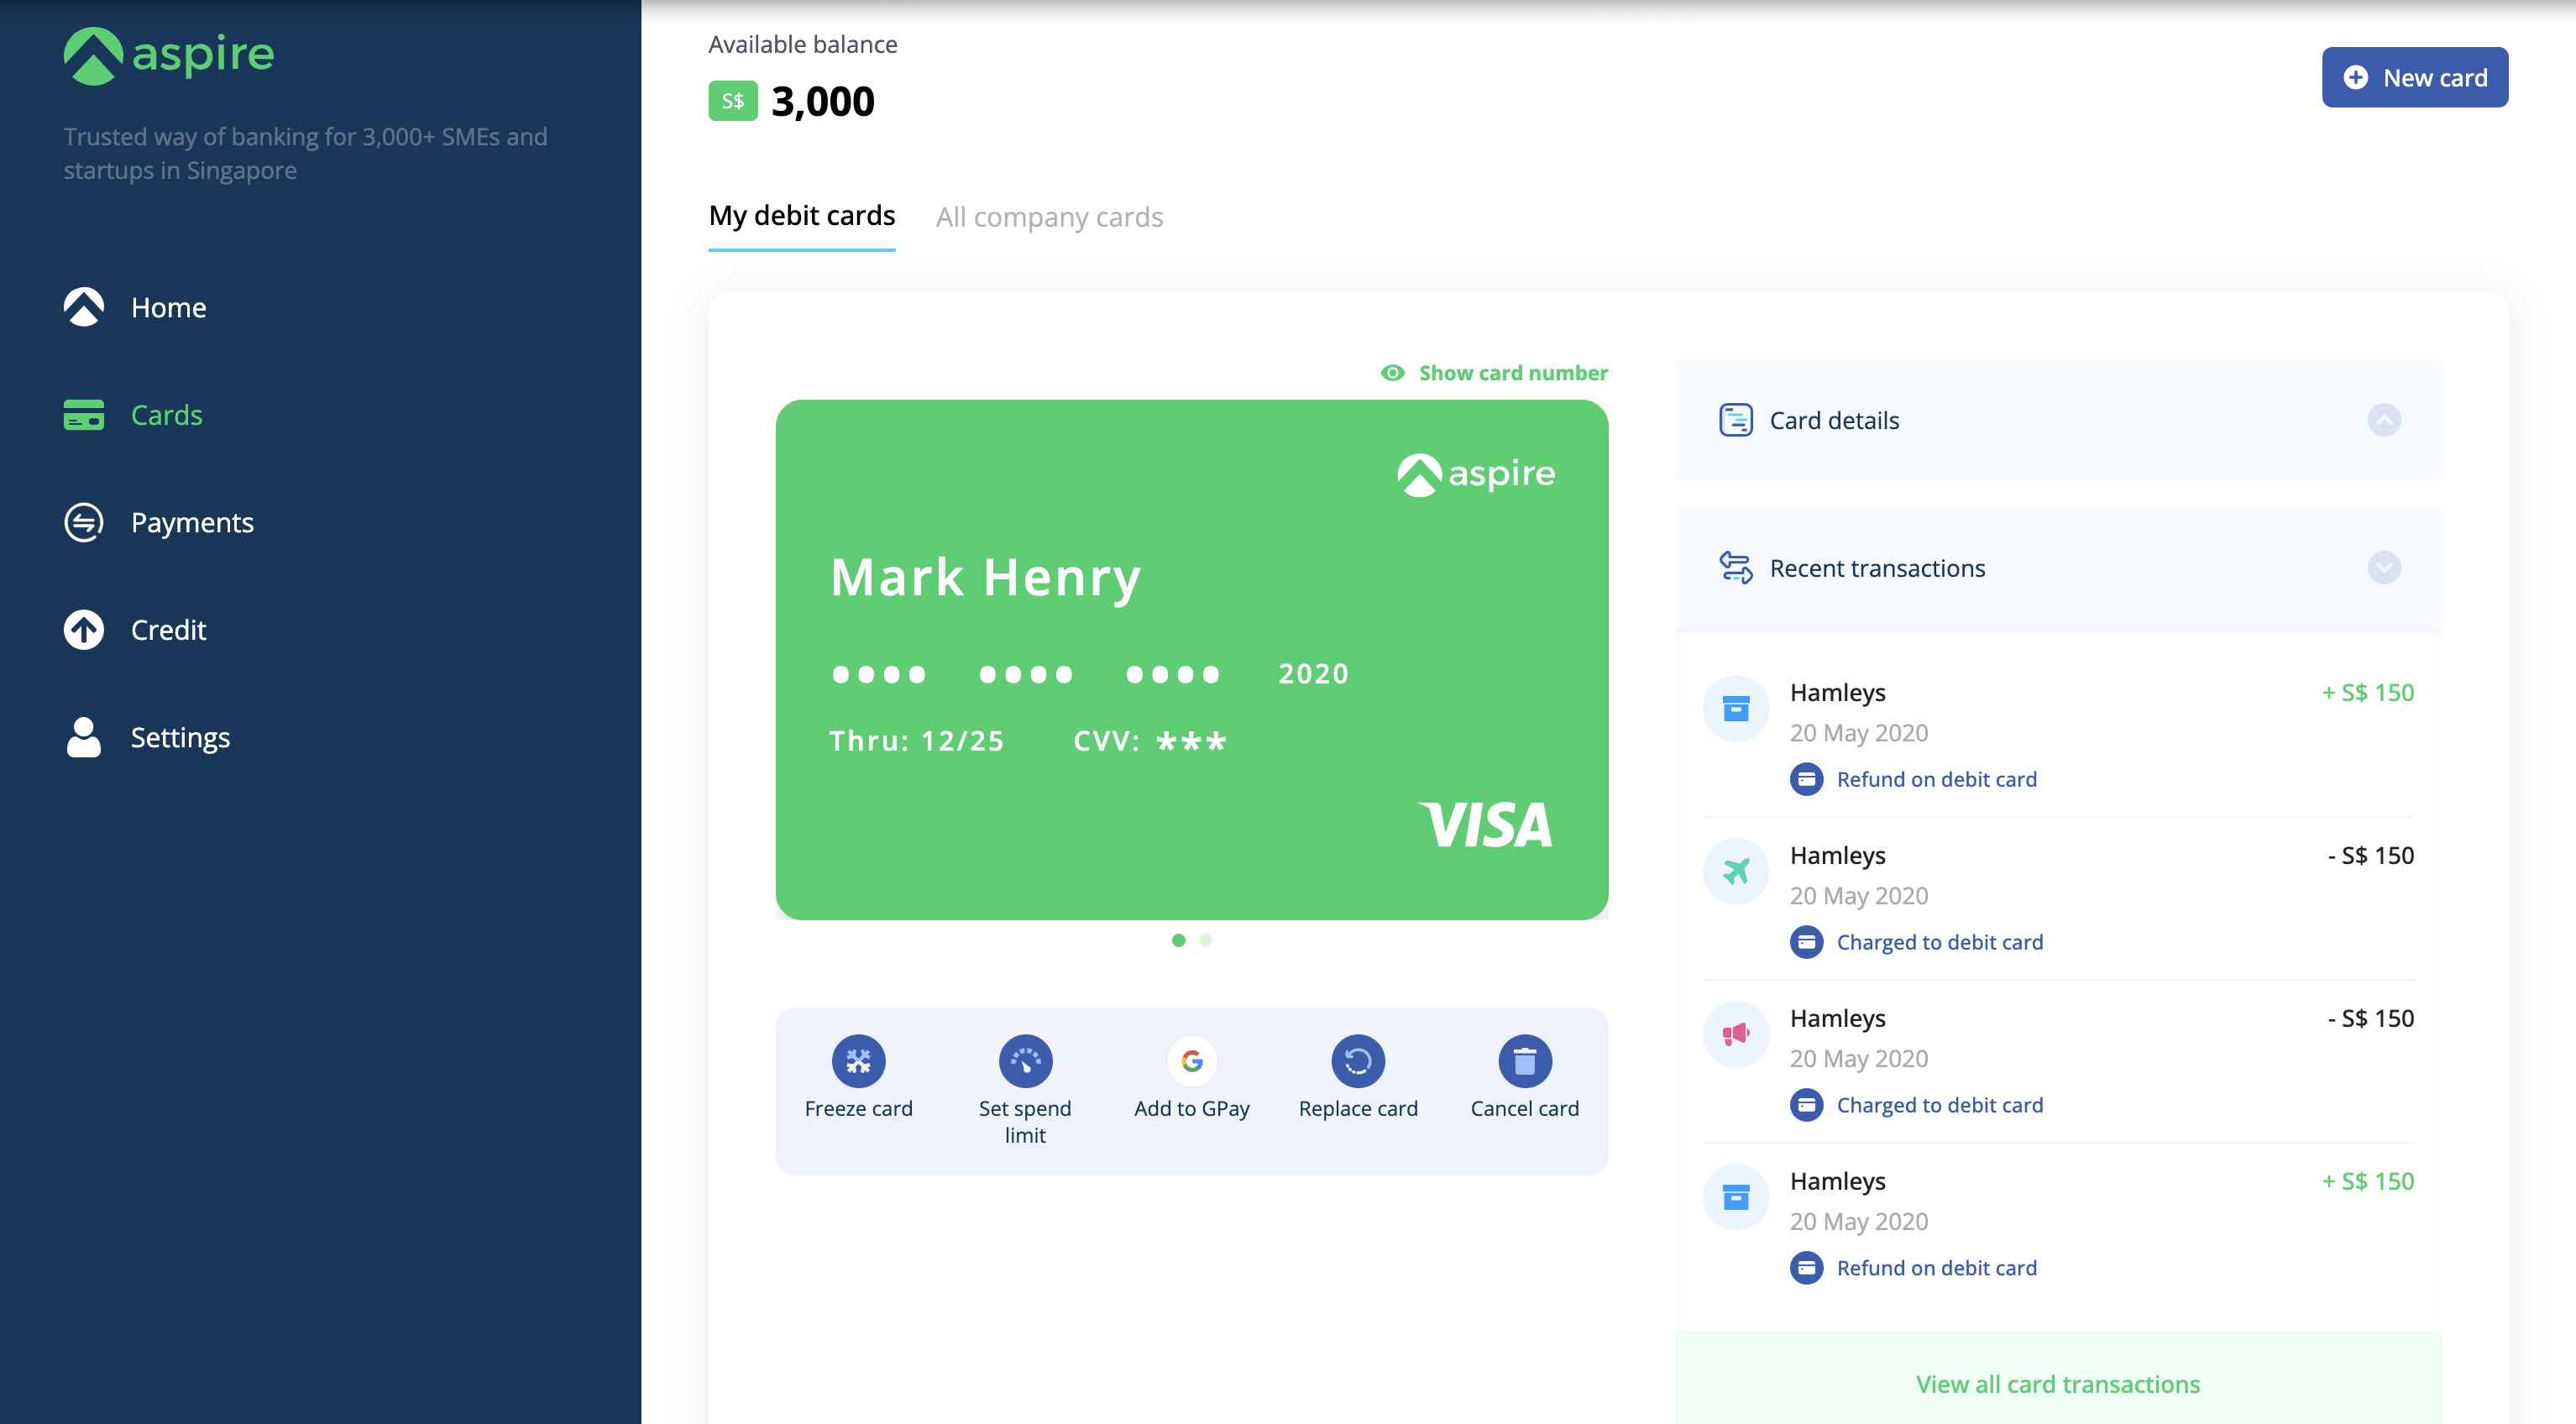 aspire
Trusted way of banking for 3,000+ SMEs and
startups in Singapore
Home
Cards
Payments
Credit
Settings
Available balance
S$ 3,000
New card
My debit cards
All company cards
Show card number
aspire
Mark Henry
•••• •••• •••• 2020
Thru: 12/25 CVV: ***
VISA
Freeze card
Set spend
limit
Add to GPay
Replace card
Cancel card
Card details
Recent transactions
Hamleys + S$ 150
20 May 2020
Refund on debit card
Hamleys - S$ 150
20 May 2020
Charged to debit card
Hamleys - S$ 150
20 May 2020
Charged to debit card
Hamleys + S$ 150
20 May 2020
Refund on debit card
View all card transactions